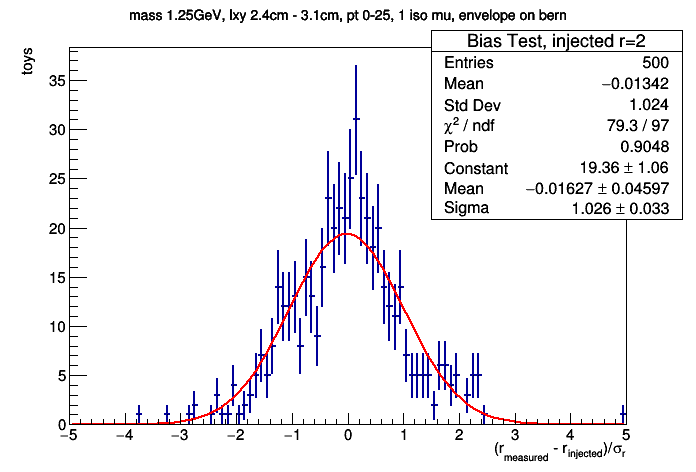 mass 1.25GeV, lxy 2.4cm - 3.1cm, pt 0-25, 1 iso mu, envelope on bern
toys
Bias Test, injected r=2
Entries 500
Mean −0.01342
Std Dev 1.024
χ² / ndf 79.3 / 97
Prob 0.9048
Constant 19.36 ± 1.06
Mean −0.01627 ± 0.04597
Sigma 1.026 ± 0.033
35
30
25
20
15
10
5
0
−5 −4 −3 −2 −1 0 1 2 3 4 5
(r_measured - r_injected)/σ_r